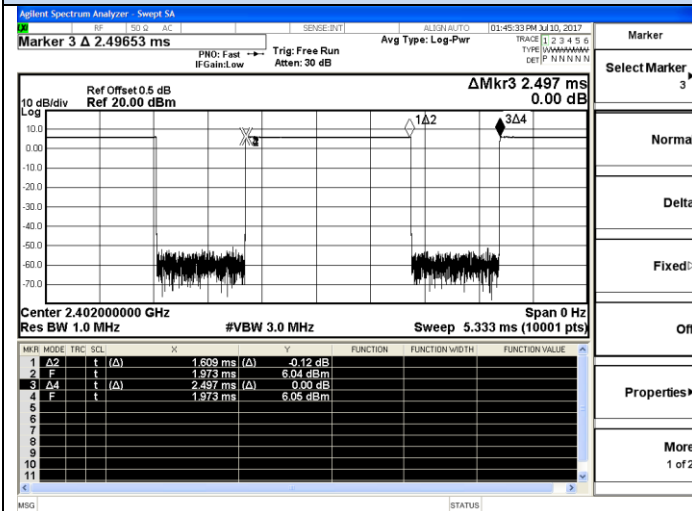 Agilent Spectrum Analyzer - Swept SA
RF 50 Ω AC SENSE:INT ALIGN AUTO 01:45:33 PM Jul 10, 2017
Marker 3 Δ 2.49653 ms
PNO: Fast Trig: Free Run Avg Type: Log-Pwr TRACE 1 2 3 4 5 6
IFGain:Low Atten: 30 dB TYPE WWWWWW
DET P N N N N N
Marker
Select Marker
3
Normal
Delta
Fixed
Off
Properties
More
1 of 2
Ref Offset 0.5 dB ΔMkr3 2.497 ms
10 dB/div Ref 20.00 dBm 0.00 dB
Log
10.0
0.00
-10.0
-20.0
-30.0
-40.0
-50.0
-60.0
-70.0
1Δ2 3Δ4
Center 2.402000000 GHz Span 0 Hz
Res BW 1.0 MHz #VBW 3.0 MHz Sweep 5.333 ms (10001 pts)
MKR MODE TRC SCL X Y FUNCTION FUNCTION WIDTH FUNCTION VALUE
1 Δ2 t (Δ) 1.609 ms (Δ) -0.12 dB
2 F t 1.973 ms 6.04 dBm
3 Δ4 t (Δ) 2.497 ms (Δ) 0.00 dB
4 F t 1.973 ms 6.05 dBm
5
6
7
8
9
10
11
MSG STATUS